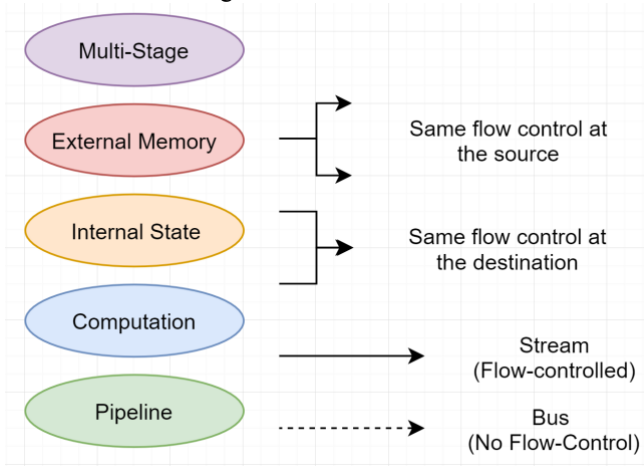 Multi-Stage
External Memory
Same flow control at
the source
Internal State
Same flow control at
the destination
Computation
Stream
(Flow-controlled)
Pipeline
Bus
(No Flow-Control)